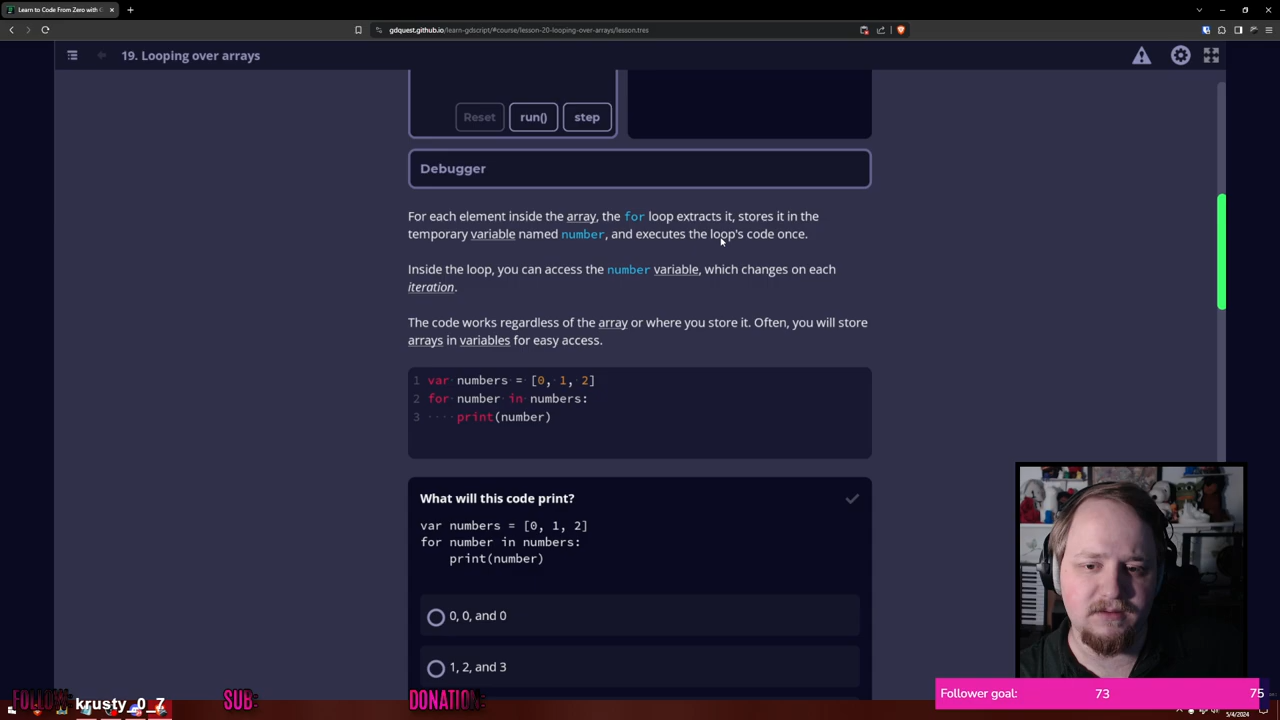 Learn to Code From Zero with
gdquest.github.io/learn-gdscript/#course/lesson-20-looping-over-arrays/lesson.tres
19. Looping over arrays
Reset run() step
Debugger
For each element inside the array, the for loop extracts it, stores it in the
temporary variable named number, and executes the loop's code once.
Inside the loop, you can access the number variable, which changes on each
iteration.
The code works regardless of the array or where you store it. Often, you will store
arrays in variables for easy access.
1 var numbers = [0, 1, 2]
2 for number in numbers:
3 print(number)
What will this code print?
var numbers = [0, 1, 2]
for number in numbers:
print(number)
0, 0, and 0
1, 2, and 3
FOLLOW: krusty_0_7 SUB: DONATION:
Follower goal: 73 75
5/4/2024